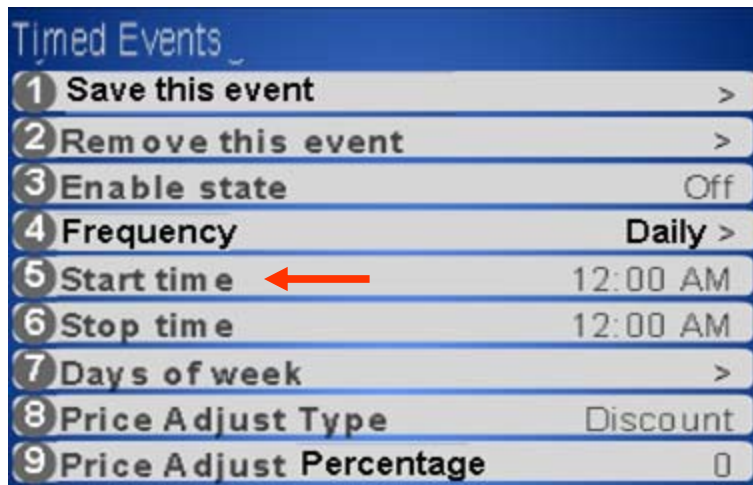 Timed Events
1 Save this event >
2 Remove this event >
3 Enable state Off
4 Frequency Daily >
5 Start time 12:00 AM
6 Stop time 12:00 AM
7 Days of week >
8 Price Adjust Type Discount
9 Price Adjust Percentage 0